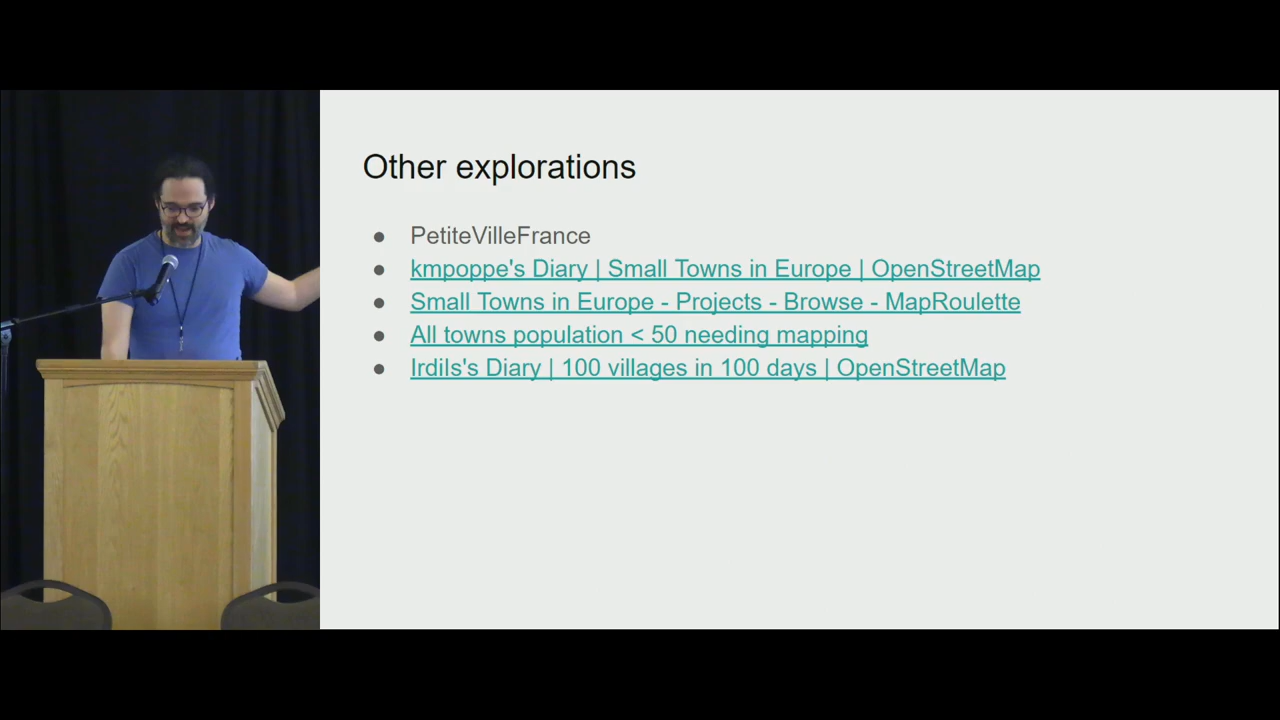 Other explorations
PetiteVilleFrance
kmpoppe's Diary | Small Towns in Europe | OpenStreetMap
Small Towns in Europe - Projects - Browse - MapRoulette
All towns population < 50 needing mapping
Irdils's Diary | 100 villages in 100 days | OpenStreetMap